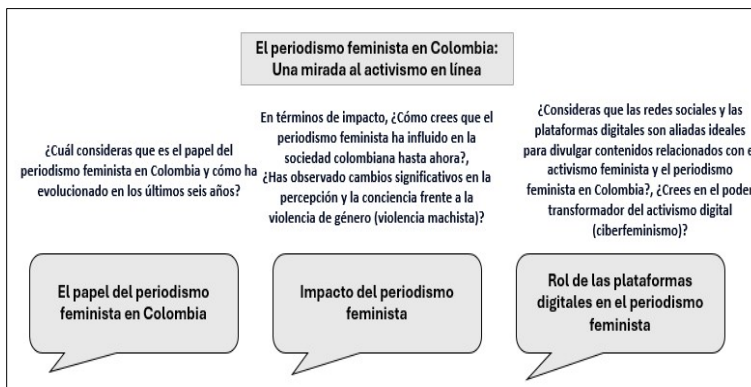 El periodismo feminista en Colombia:
Una mirada al activismo en línea
¿Cuál consideras que es el papel del
periodismo feminista en Colombia y cómo ha
evolucionado en los últimos seis años?
En términos de impacto, ¿Cómo crees que el
periodismo feminista ha influido en la
sociedad colombiana hasta ahora?,
¿Has observado cambios significativos en la
percepción y la conciencia frente a la
violencia de género (violencia machista)?
¿Consideras que las redes sociales y las
plataformas digitales son aliadas ideales
para divulgar contenidos relacionados con e
activismo feminista y el periodismo
feminista en Colombia?, ¿Crees en el poder
transformador del activismo digital
(ciberfeminismo)?
El papel del periodismo
feminista en Colombia
Impacto del periodismo
feminista
Rol de las plataformas
digitales en el periodismo
feminista